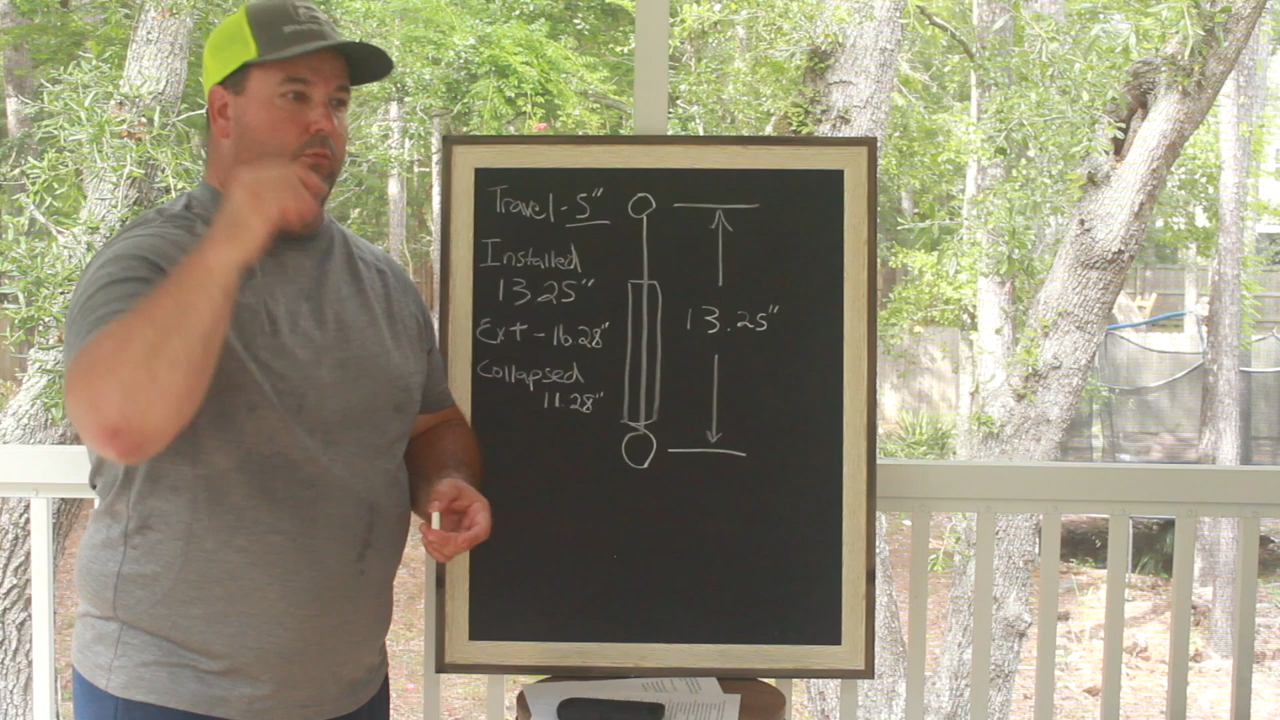 Travel - 5"
Installed
13.25"
Ext - 16.28"
Collapsed
11.28"
13.25"